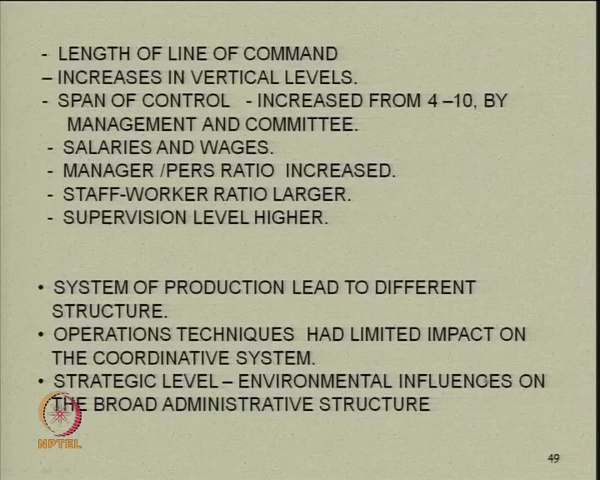 - LENGTH OF LINE OF COMMAND
– INCREASES IN VERTICAL LEVELS.
- SPAN OF CONTROL - INCREASED FROM 4 –10, BY
MANAGEMENT AND COMMITTEE.
- SALARIES AND WAGES.
- MANAGER /PERS RATIO INCREASED.
- STAFF-WORKER RATIO LARGER.
- SUPERVISION LEVEL HIGHER.
• SYSTEM OF PRODUCTION LEAD TO DIFFERENT
STRUCTURE.
• OPERATIONS TECHNIQUES HAD LIMITED IMPACT ON
THE COORDINATIVE SYSTEM.
• STRATEGIC LEVEL – ENVIRONMENTAL INFLUENCES ON
THE BROAD ADMINISTRATIVE STRUCTURE
NPTEL
49